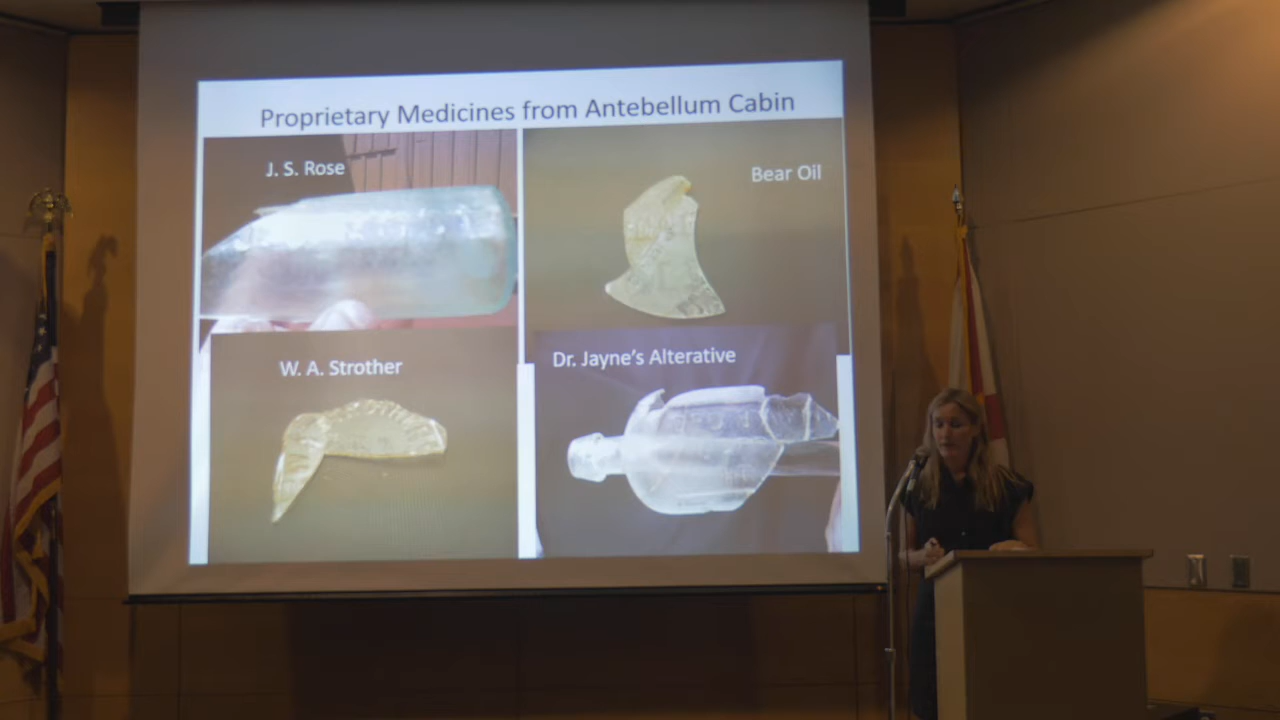 Proprietary Medicines from Antebellum Cabin
J. S. Rose
Bear Oil
W. A. Strother
Dr. Jayne's Alterative